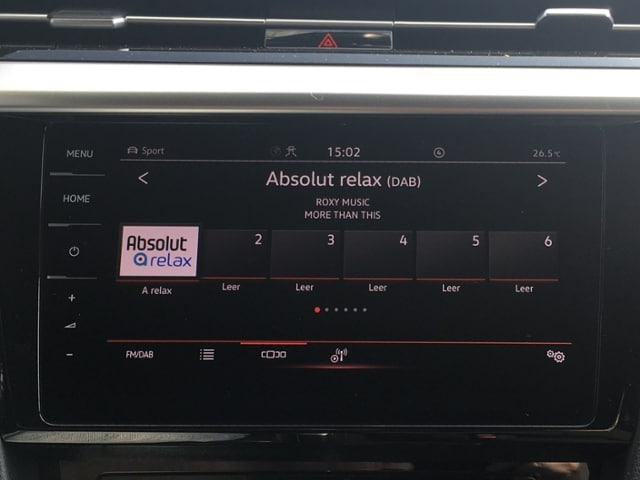 MENU
Sport
15:02
4
26.5°C
HOME
< Absolut relax (DAB) >
ROXY MUSIC
MORE THAN THIS
Absolut
relax
2
3
4
5
6
A relax
Leer
Leer
Leer
Leer
Leer
+
-
FM/DAB